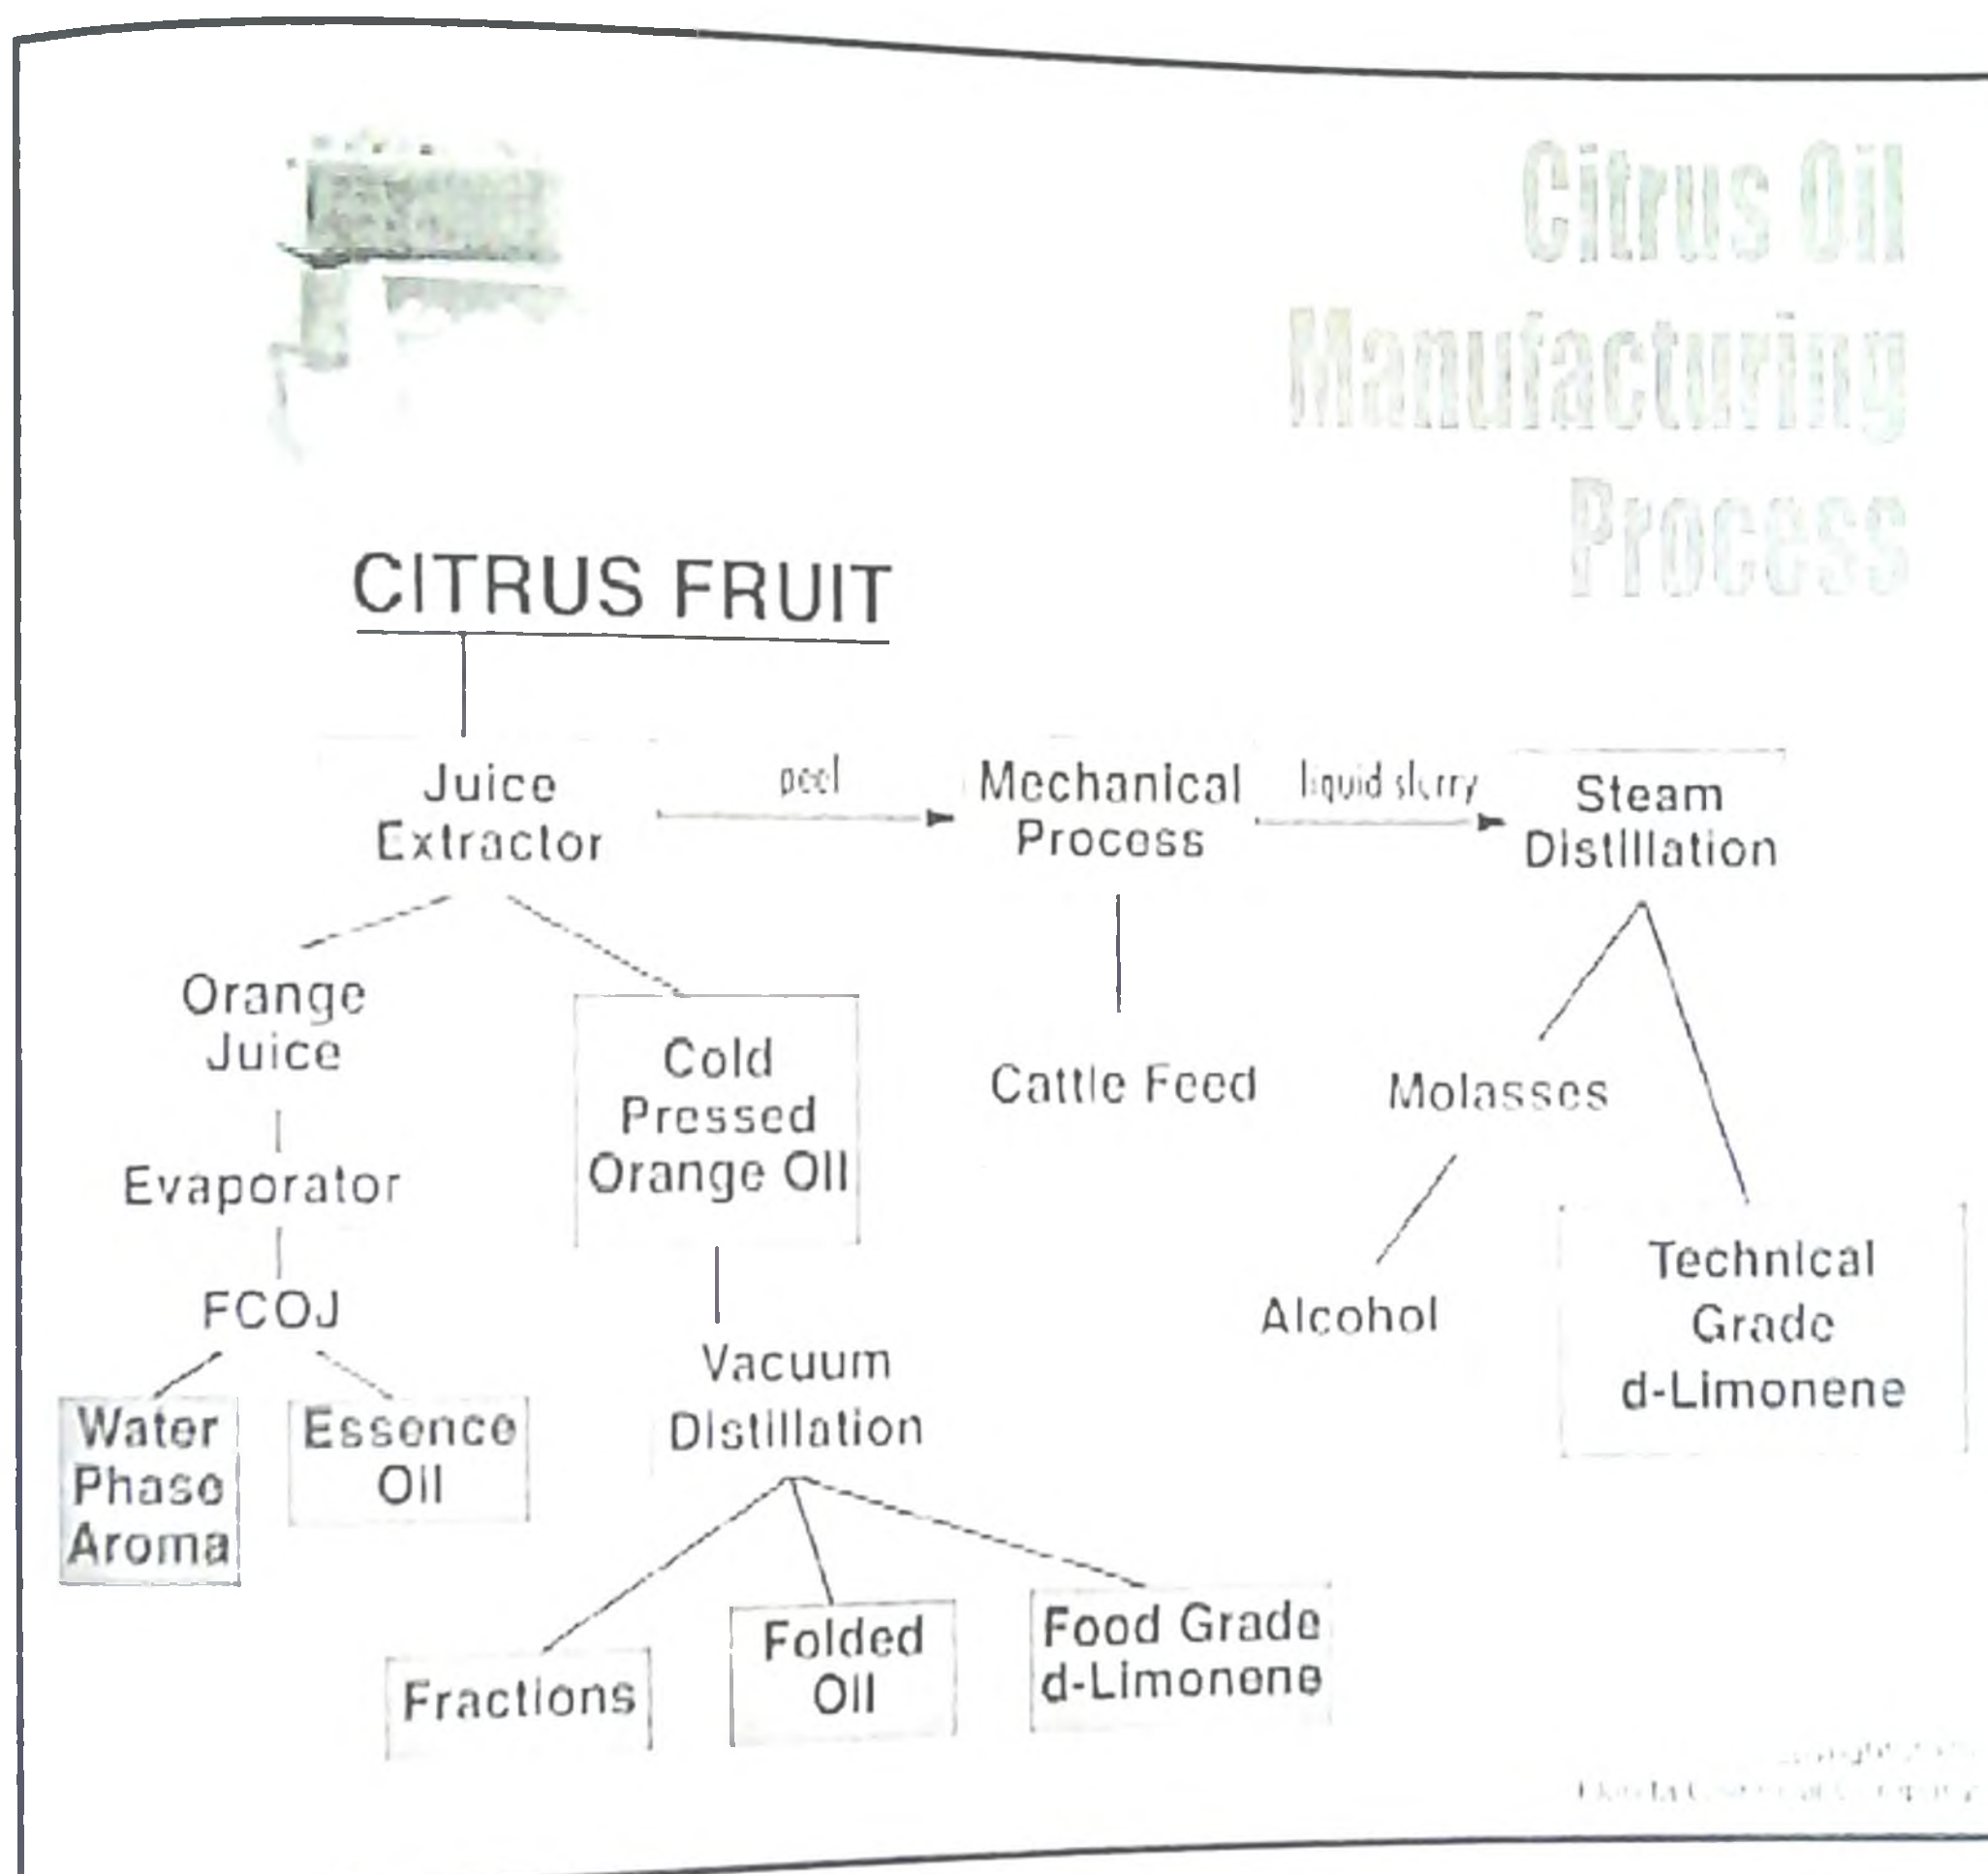 Citrus Oil
Manufacturing
Process
CITRUS FRUIT
Juice
Extractor
peel
Mechanical
Process
liquid slurry
Steam
Distillation
Orange
Juice
Cold
Pressed
Orange Oil
Cattle Feed
Molasses
Evaporator
FCOJ
Alcohol
Technical
Grade
d-Limonene
Water
Phase
Aroma
Essence
Oil
Vacuum
Distillation
Fractions
Folded
Oil
Food Grade
d-Limonene